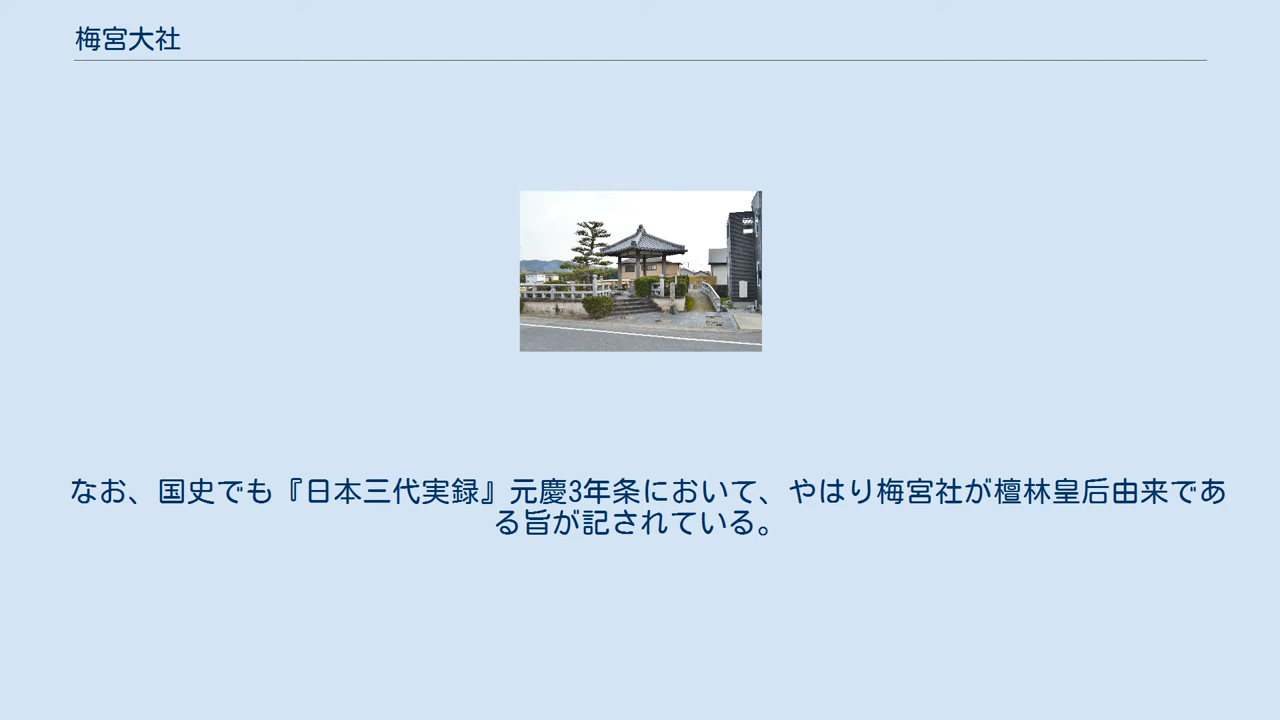 梅宮大社
なお、国史でも『日本三代実録』元慶3年条において、やはり梅宮社が檀林皇后由来であ
る旨が記されている。